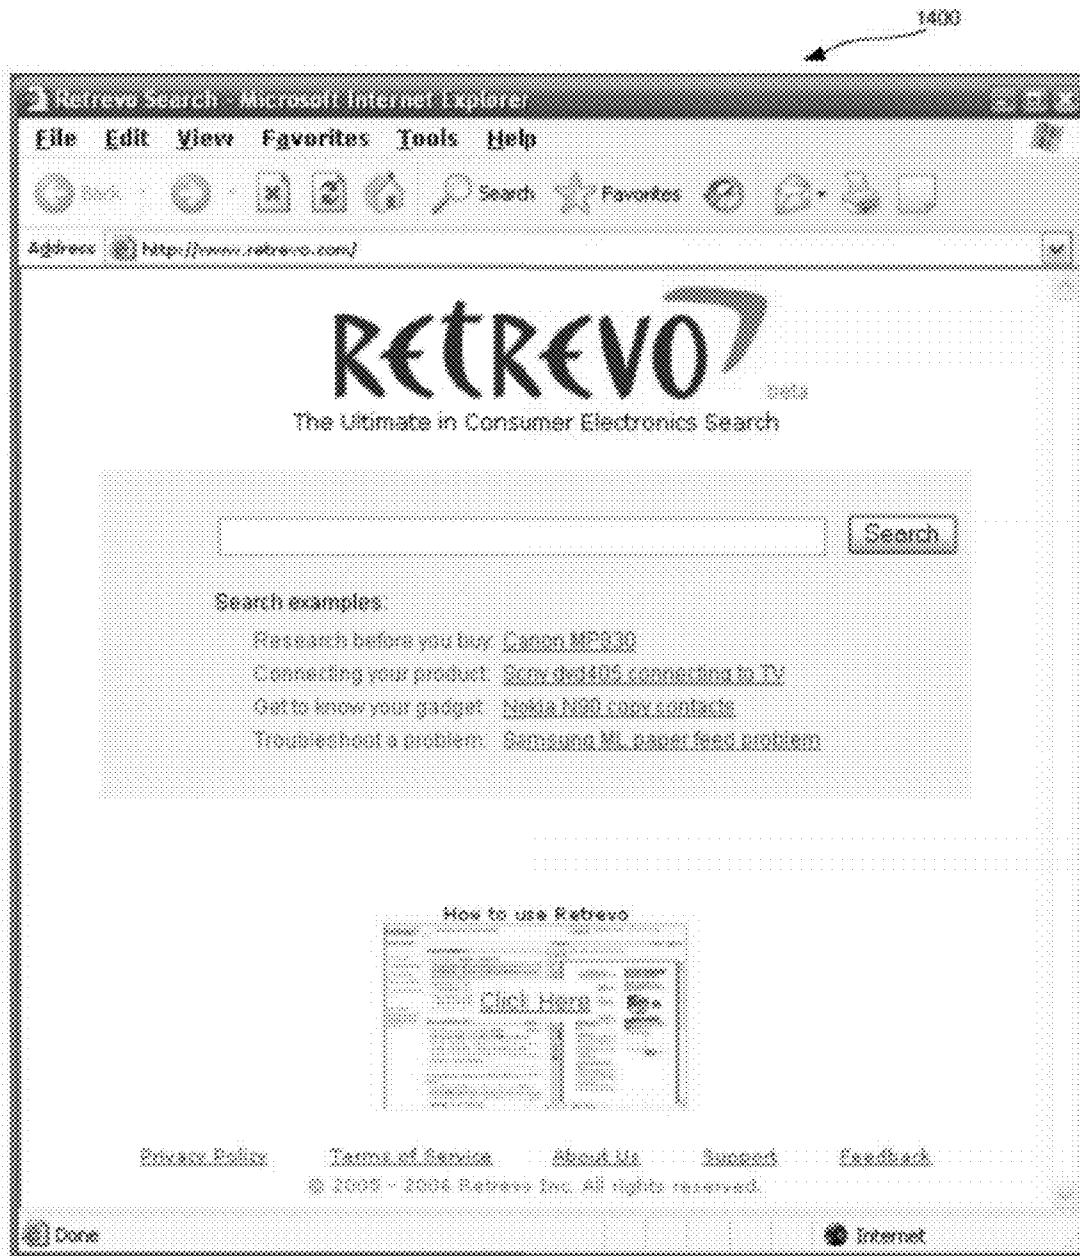 1400
Retrevo Search - Microsoft Internet Explorer
File Edit View Favorites Tools Help
Back Search Favorites
Address http://www.retrevo.com/
RETREVO
beta
The Ultimate in Consumer Electronics Search
Search
Search examples:
Research before you buy: Canon MP930
Connecting your product: Sony dvd405 connecting to TV
Get to know your gadget: Nokia N90 copy contacts
Troubleshoot a problem: Samsung ML paper feed problem
How to use Retrevo
Click Here
Privacy Policy Terms of Service About Us Support Feedback
© 2005 - 2006 Retrevo Inc. All rights reserved.
Done Internet